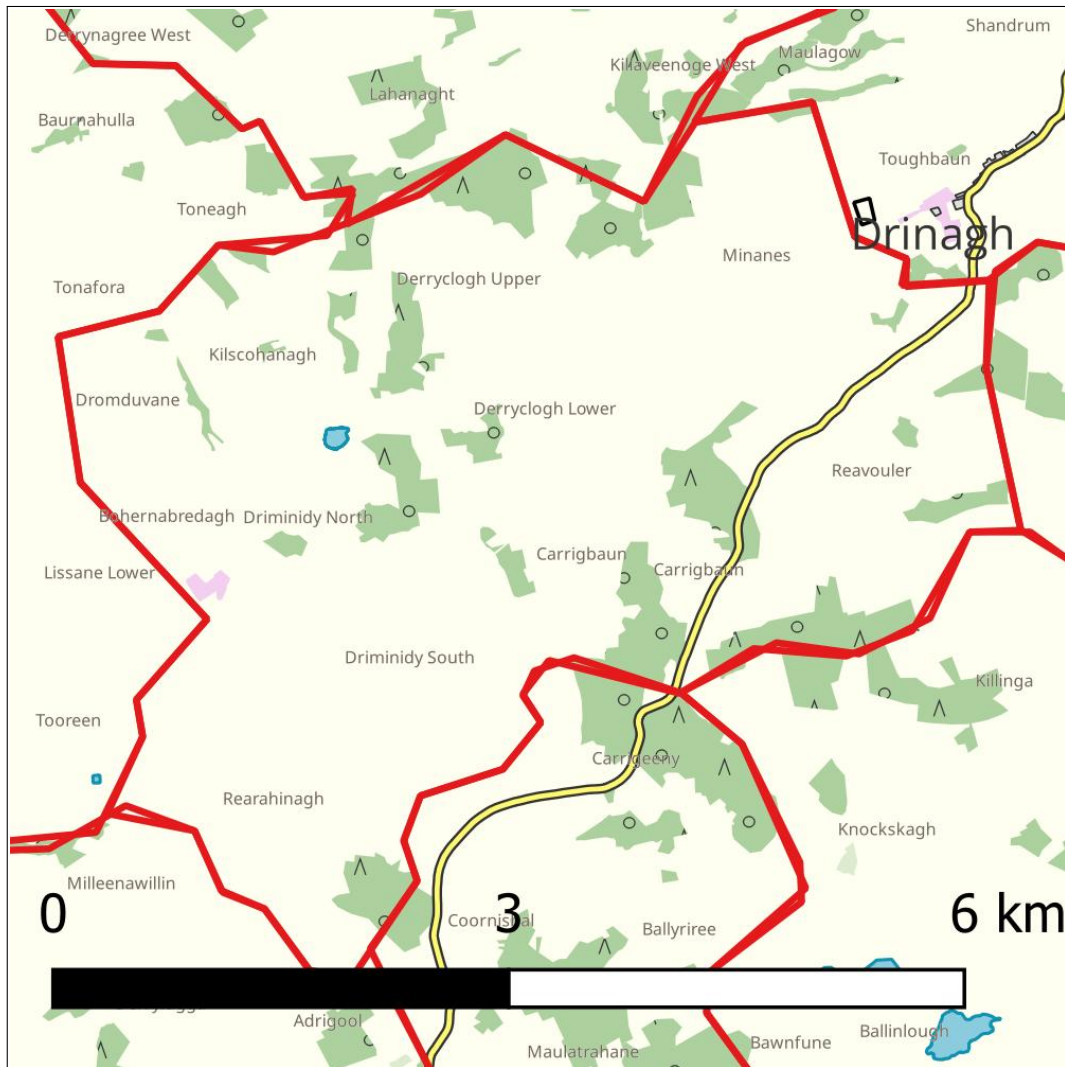 Shandrum
Derrynagree West
Maulagow
Killaveenoge West
Lahanaght
Baurnahulla
Toughbaun
Toneagh
Drinagh
Minanes
Derryclogh Upper
Tonafora
Kilscohanagh
Dromduvane
Derryclogh Lower
Reavouler
Bohernabredagh
Driminidy North
Carrigbaun
Carrigbaun
Lissane Lower
Driminidy South
Killinga
Tooreen
Carrigeeny
Rearahinagh
Knockskagh
Milleenawillin
0 3 6 km
Coornishal
Ballyriree
Adrigool
Ballinlough
Bawnfune
Maulatrahane